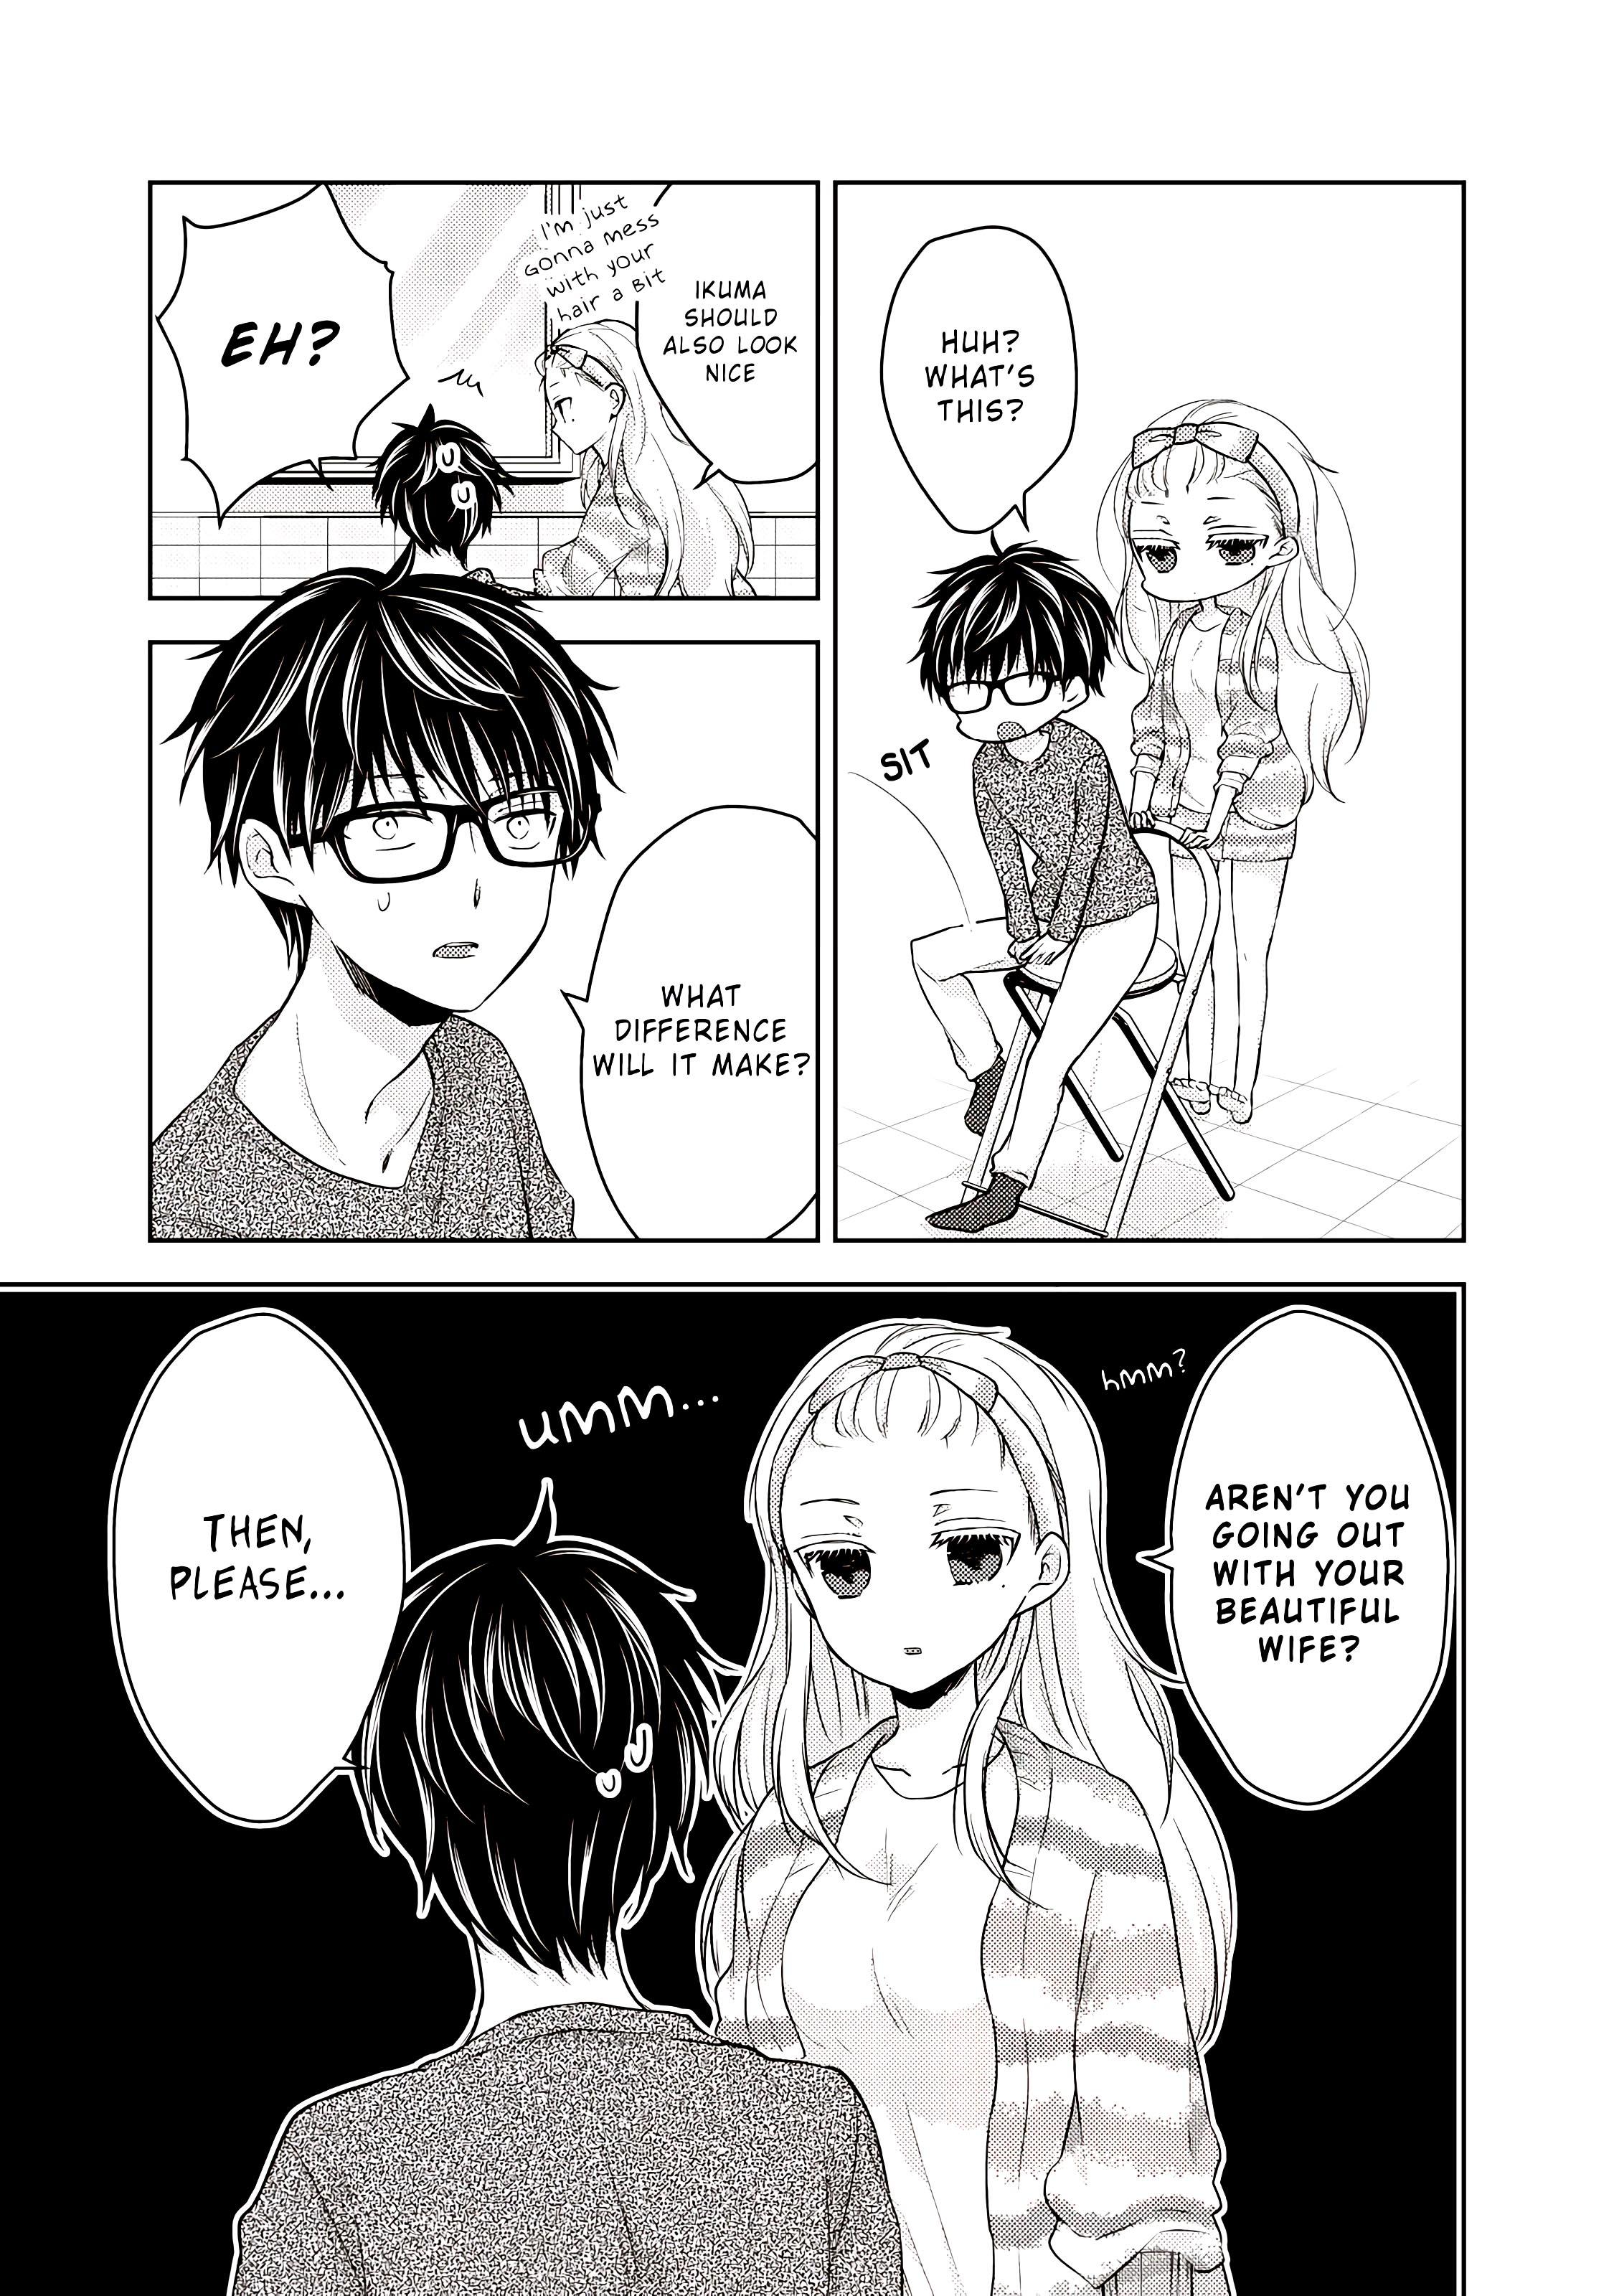 HUH?
WHAT'S
THIS?
SIT
IKUMA
SHOULD
ALSO LOOK
NICE
I'm just
gonna mess
with your
hair a bit
EH?
WHAT
DIFFERENCE
WILL IT MAKE?
AREN'T YOU
GOING OUT
WITH YOUR
BEAUTIFUL
WIFE?
hmm?
umm...
THEN,
PLEASE...